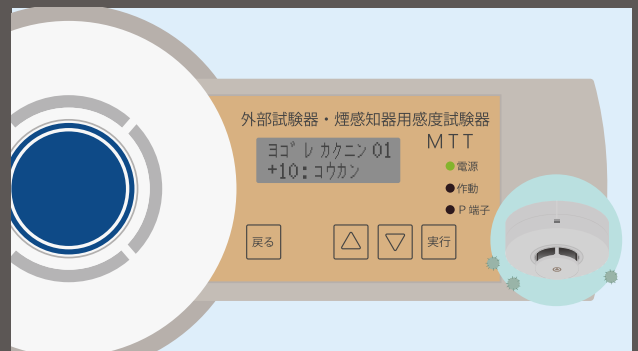 外部試験器・煙感知器用感度試験器
MTT
ﾖｺﾞﾚ ｶｸﾆﾝ 01
+10:ｺｳｶﾝ
電源
作動
P 端子
戻る
実行